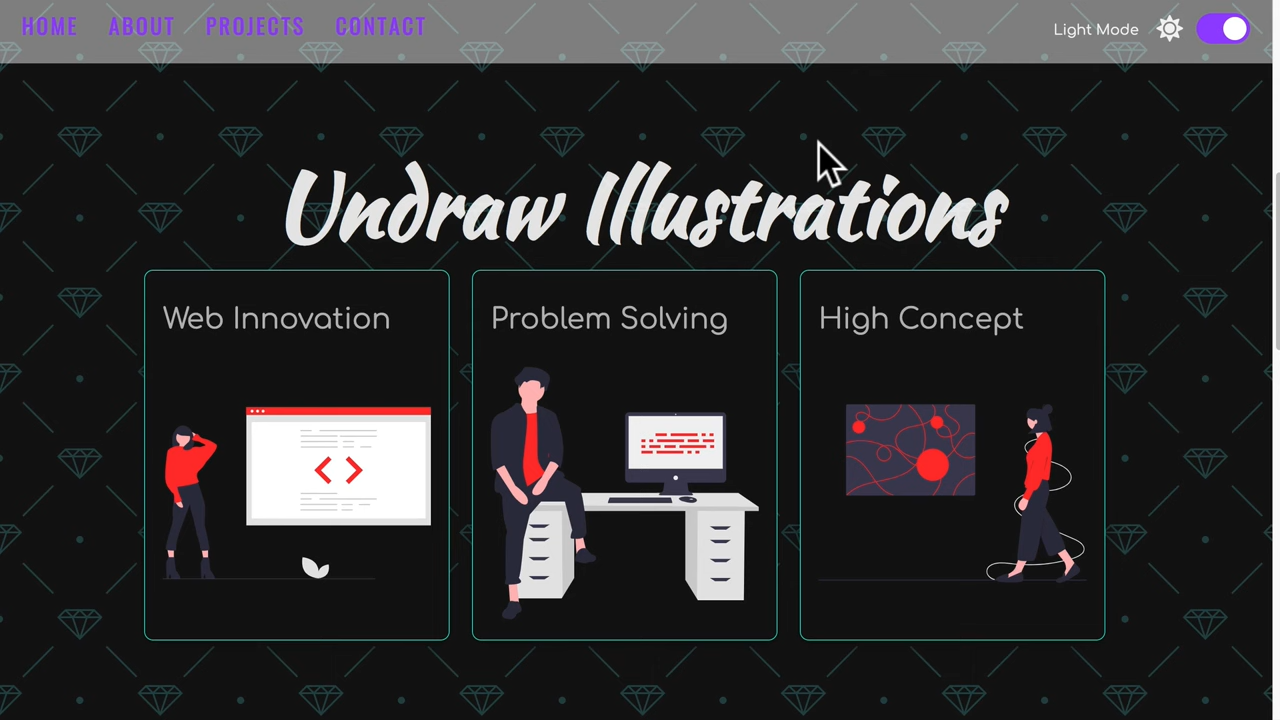 HOME ABOUT PROJECTS CONTACT Light Mode
Undraw Illustrations
Web Innovation Problem Solving High Concept